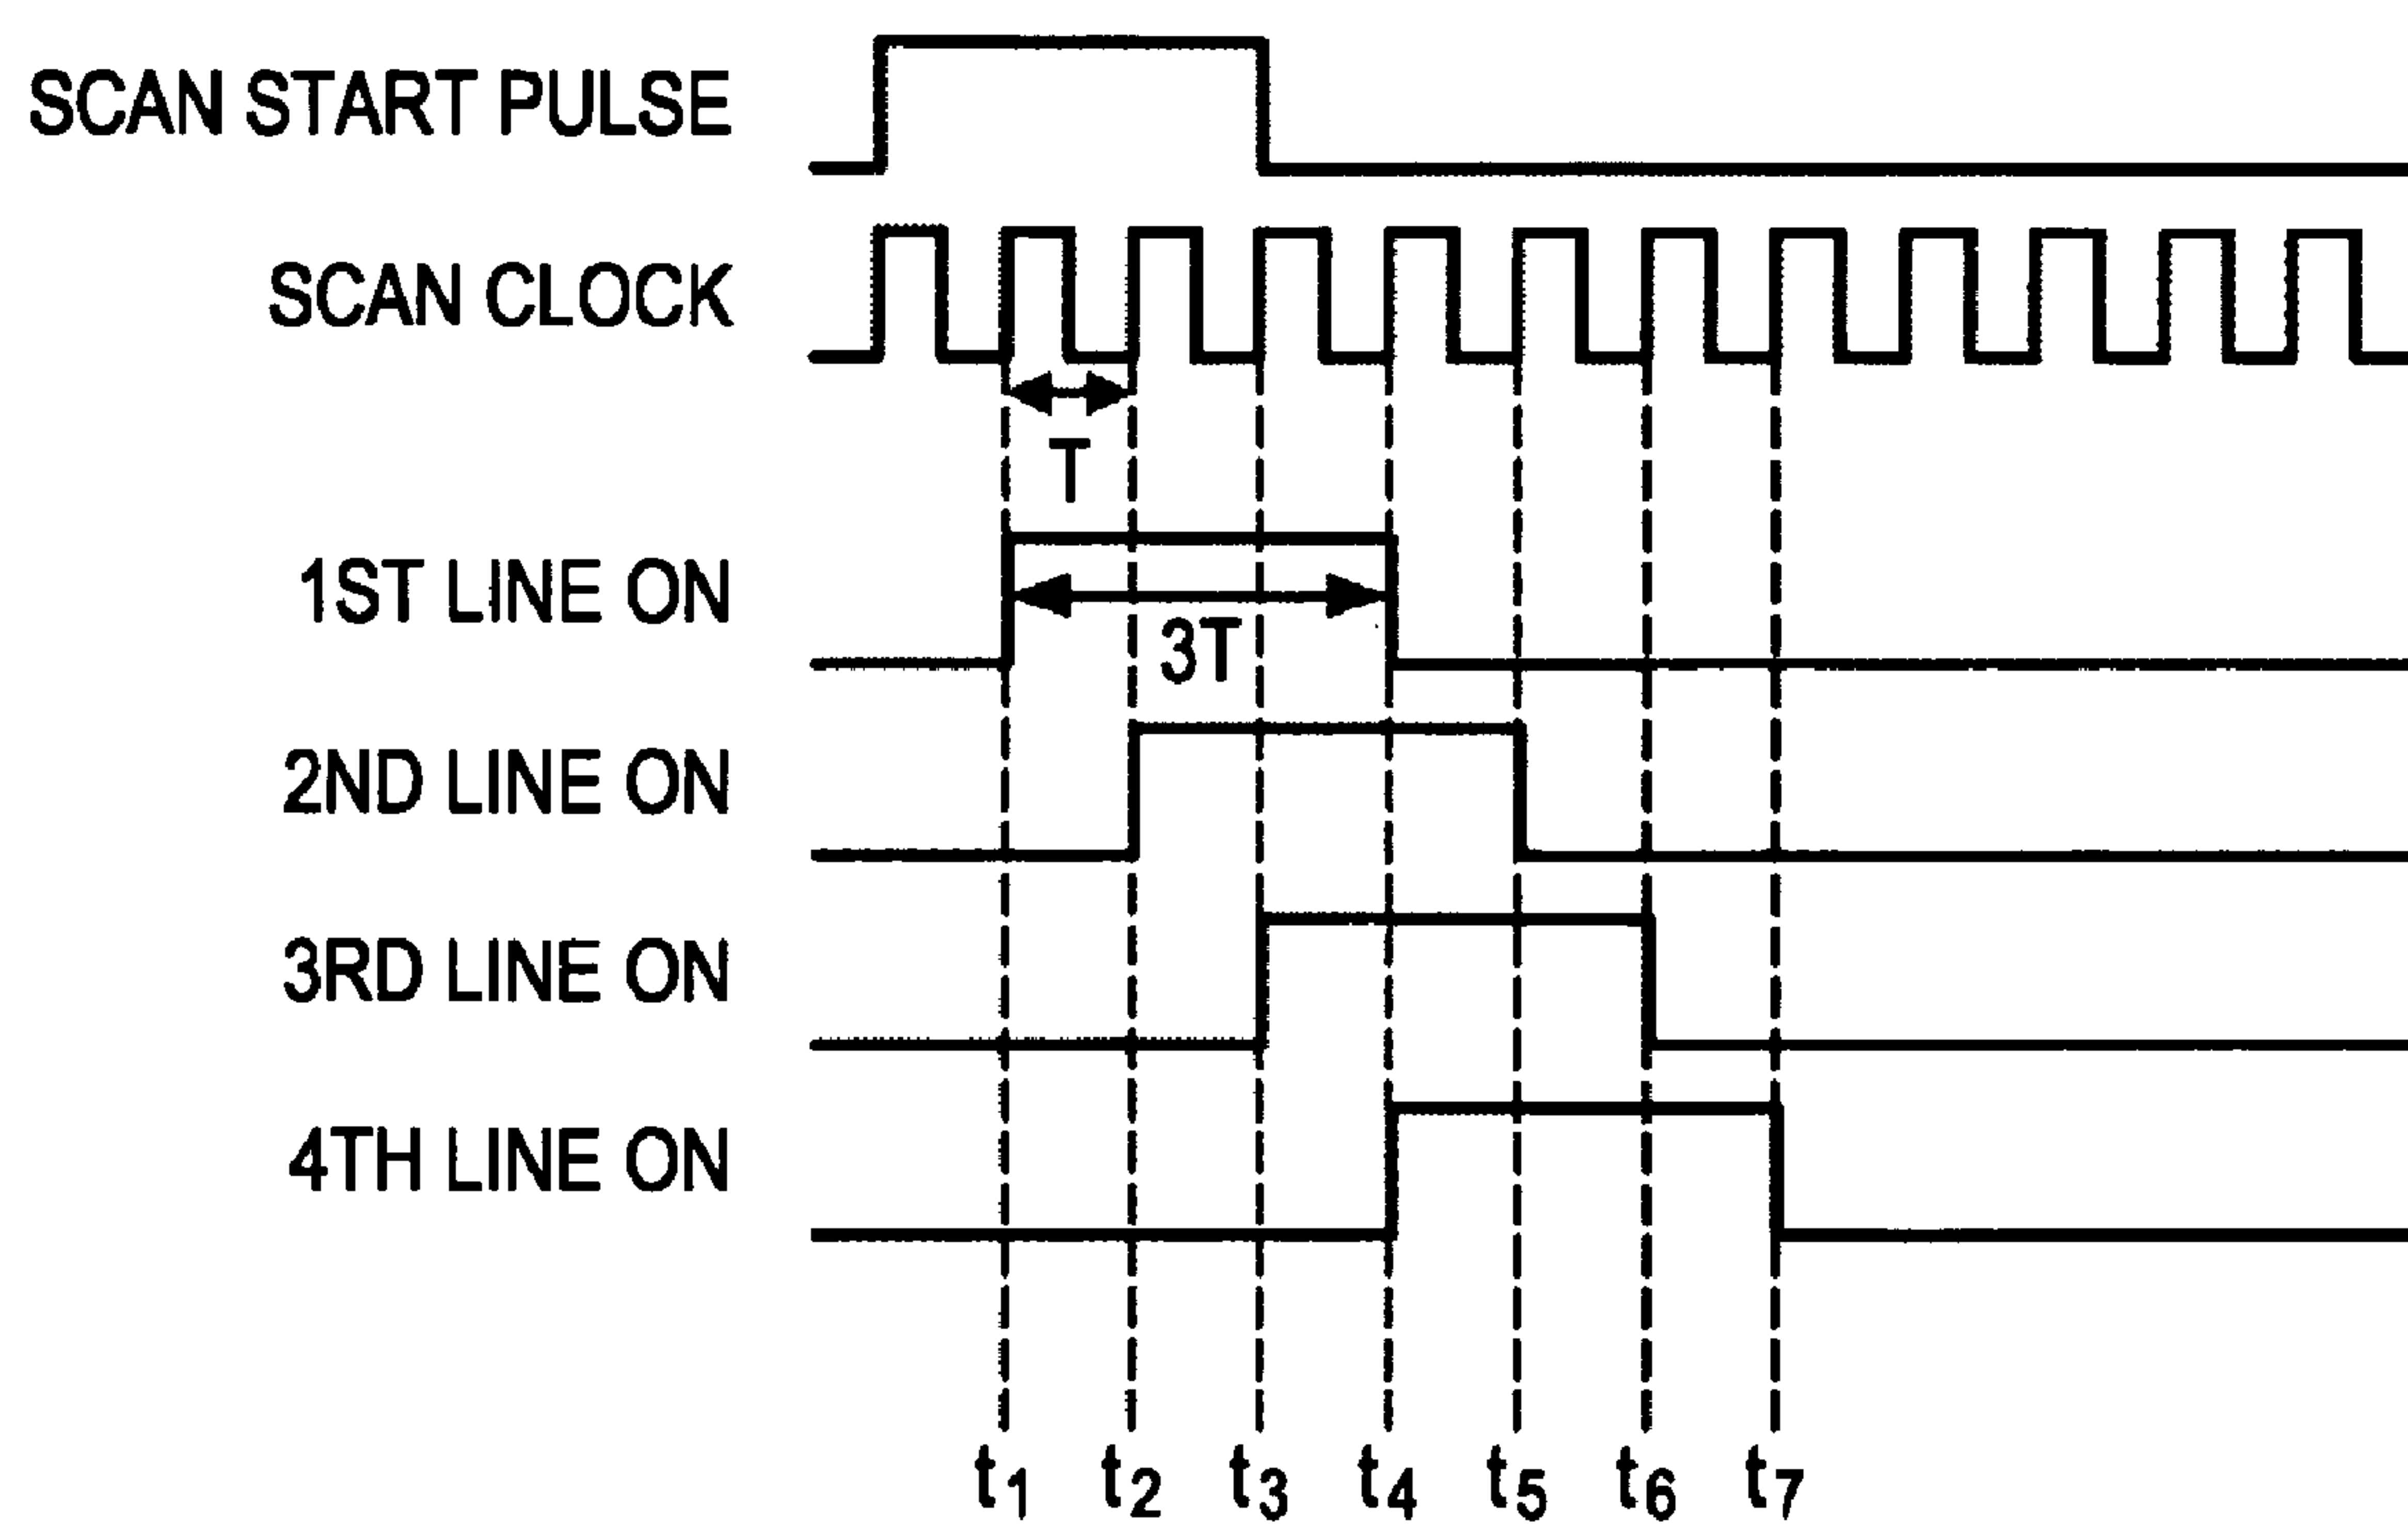 SCAN START PULSE
SCAN CLOCK
T
1ST LINE ON
3T
2ND LINE ON
3RD LINE ON
4TH LINE ON
t1 t2 t3 t4 t5 t6 t7